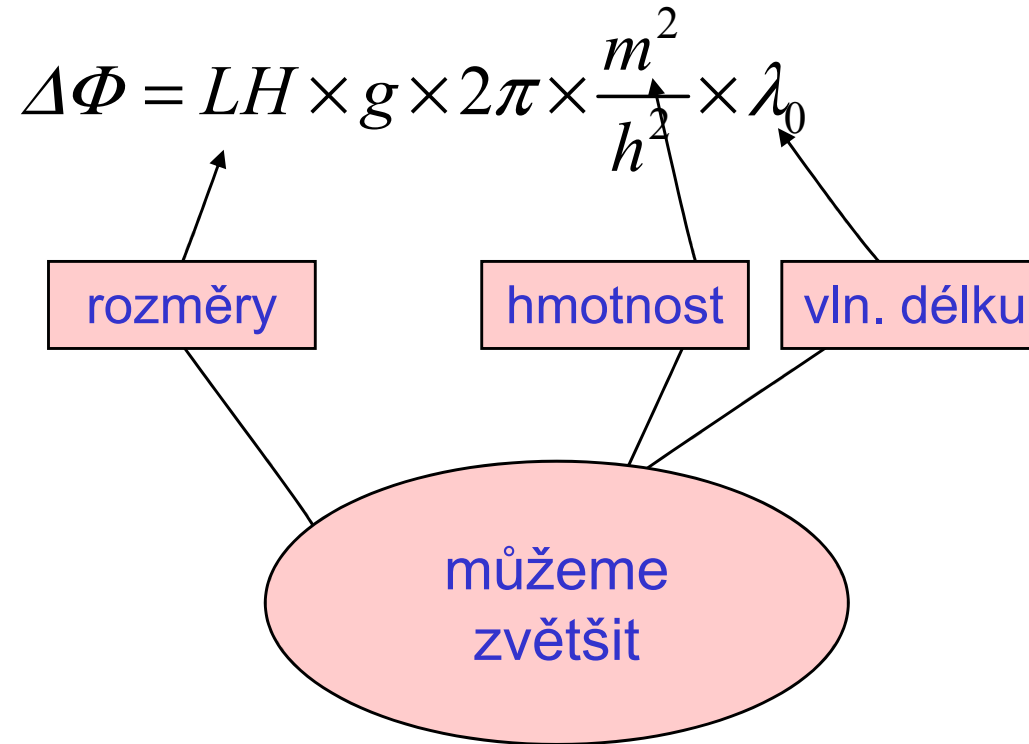 ΔΦ = LH × g × 2π × m²/h² × λ₀
rozměry
hmotnost
vln. délku
můžeme
zvětšit